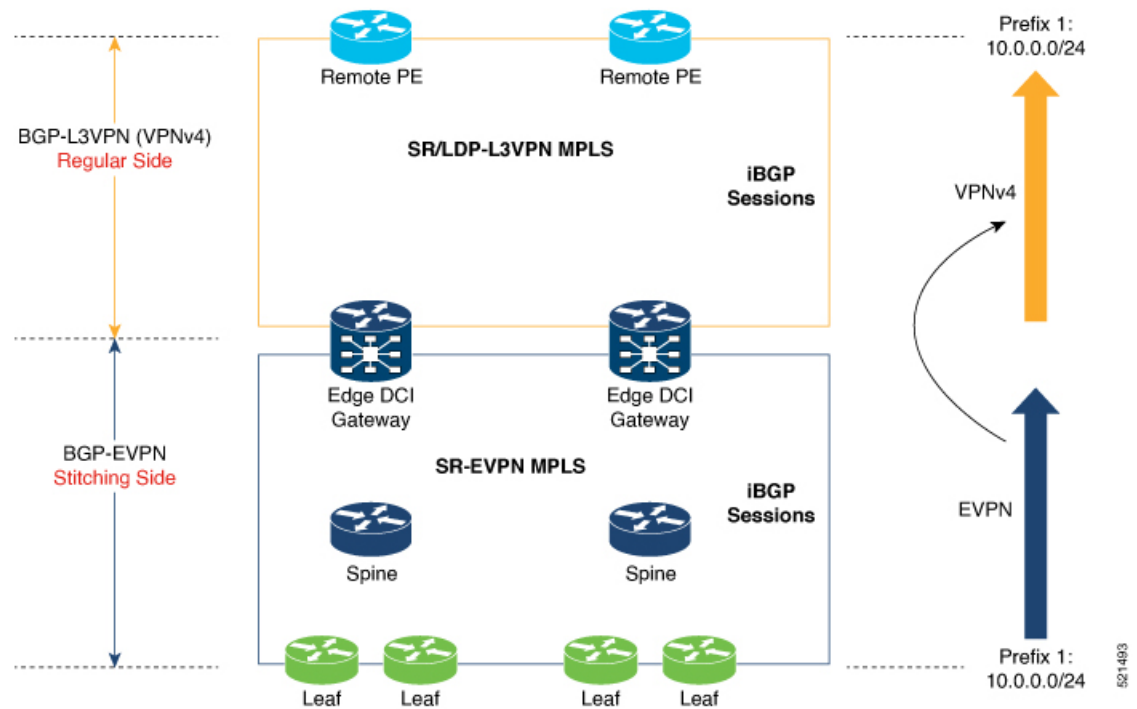 Prefix 1:
10.0.0.0/24
Remote PE
Remote PE
BGP-L3VPN (VPNv4)
Regular Side
SR/LDP-L3VPN MPLS
iBGP
Sessions
VPNv4
Edge DCI
Gateway
Edge DCI
Gateway
BGP-EVPN
Stitching Side
SR-EVPN MPLS
iBGP
Sessions
EVPN
Spine
Spine
Leaf
Leaf
Leaf
Leaf
Prefix 1:
10.0.0.0/24
521493